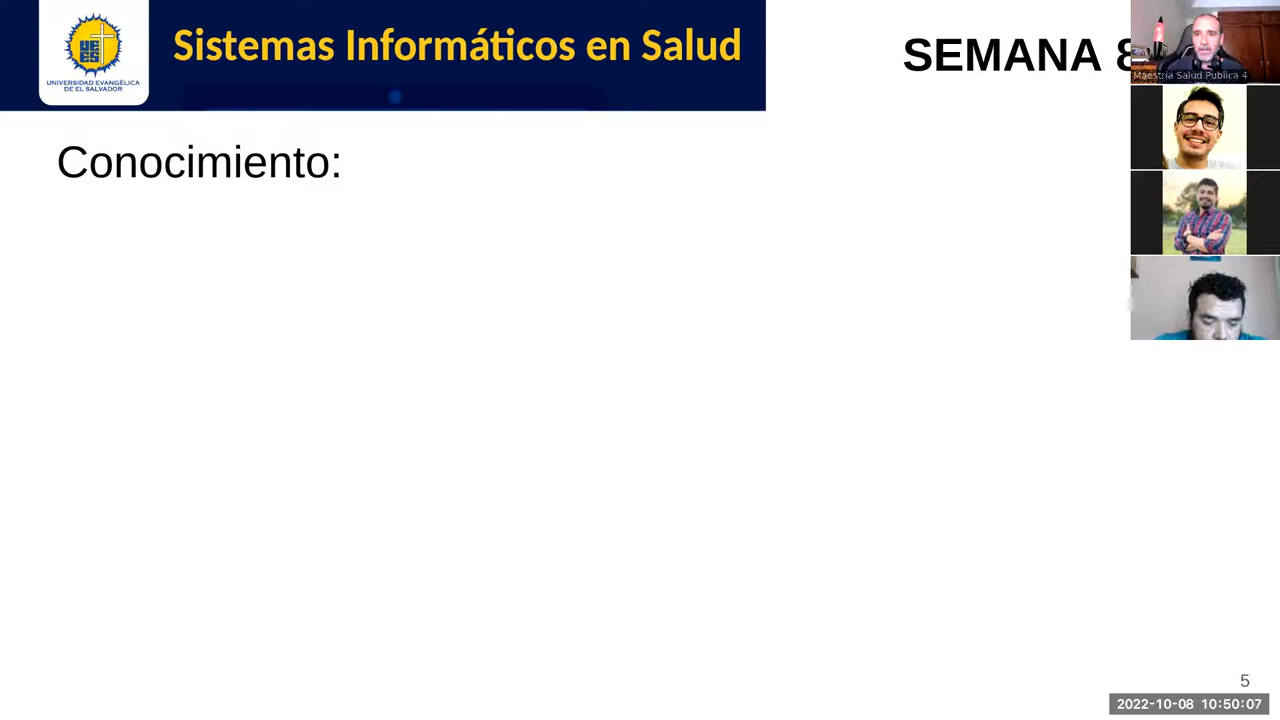 Sistemas Informáticos en Salud
SEMANA 8
UNIVERSIDAD EVANGÉLICA
DE EL SALVADOR
Maestria Salud Publica 4
Conocimiento:
5
2022-10-08 10:50:07